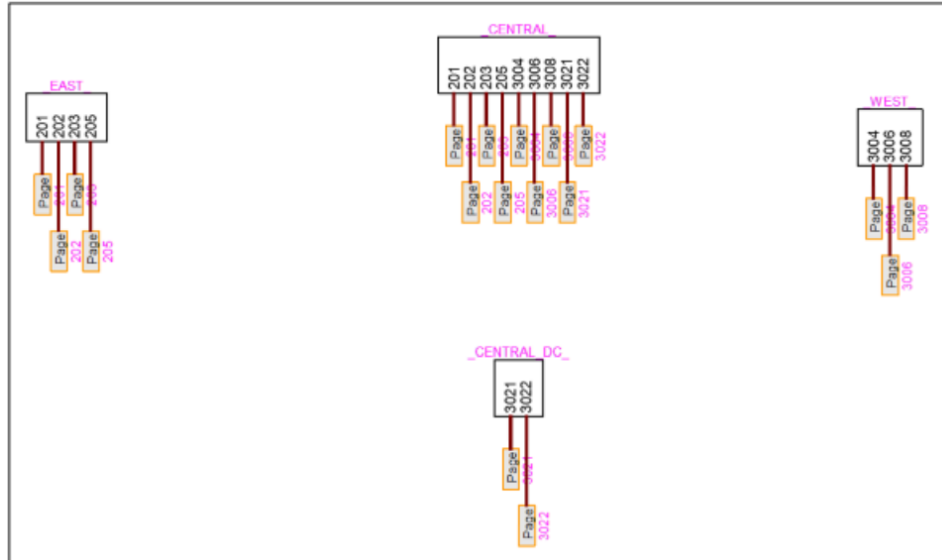 _CENTRAL_
201 202 203 205 3004 3006 3008 3021 3022
Page 201 Page 203 Page 3004 Page 3008 Page 3022
Page 202 Page 205 Page 3006 Page 3021
_EAST_
201 202 203 205
Page 201 Page 203
Page 202 Page 205
_WEST_
3004 3006 3008
Page 3004 Page 3008
Page 3006
_CENTRAL_DC_
3021 3022
Page 3021
Page 3022